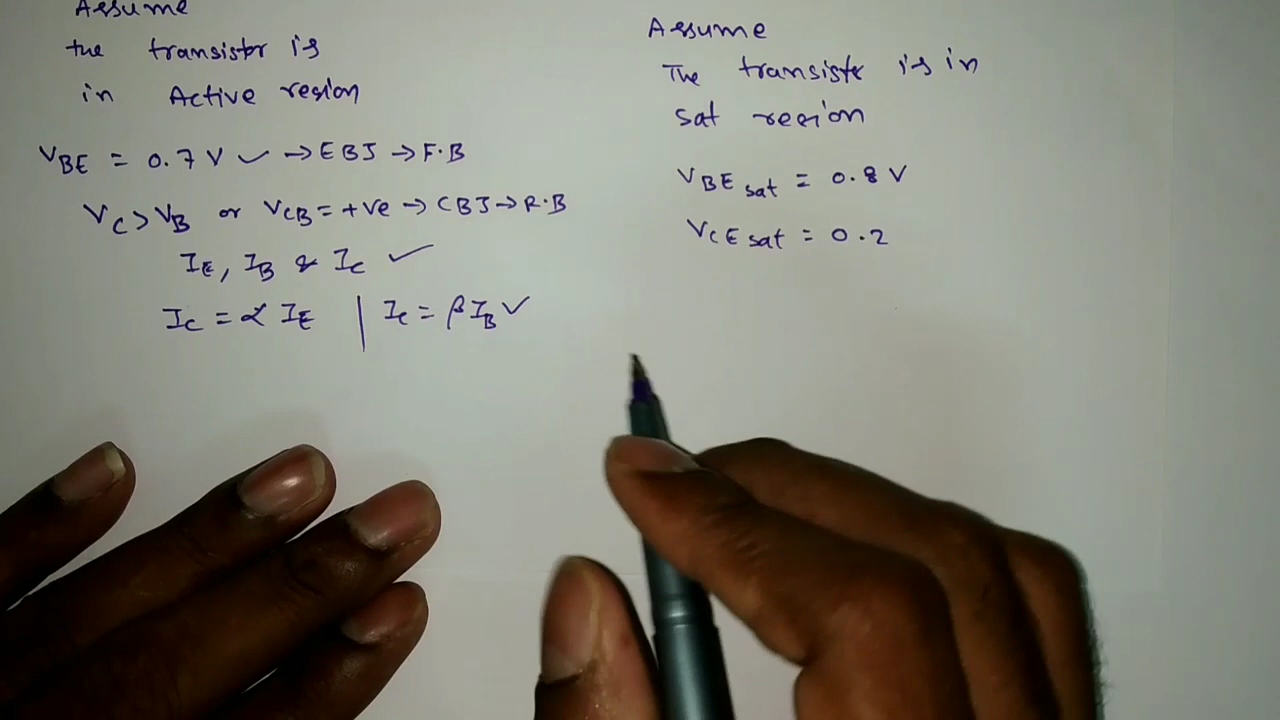 Assume
the transistor is
in Active region
VBE = 0.7 V ✓ → EBJ → F.B
VC > VB or VCB = +ve → CBJ → R.B
IE, IB & IC ✓
IC = α IE | IC = β IB ✓
Assume
The transistr is in
sat region
VBE sat = 0.8 V
VCE sat = 0.2